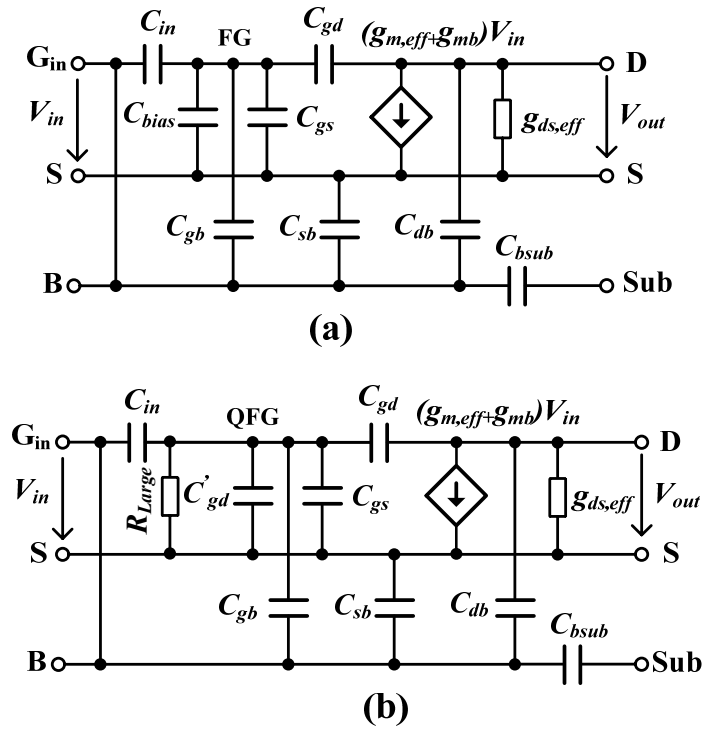 C_in FG C_gd (g_m,eff+g_mb)V_in
G_in D
V_in C_bias C_gs g_ds,eff V_out
S S
C_gb C_sb C_db C_bsub
B Sub
(a)
C_in QFG C_gd (g_m,eff+g_mb)V_in
G_in D
V_in R_Large C'_gd C_gs g_ds,eff V_out
S S
C_gb C_sb C_db C_bsub
B Sub
(b)